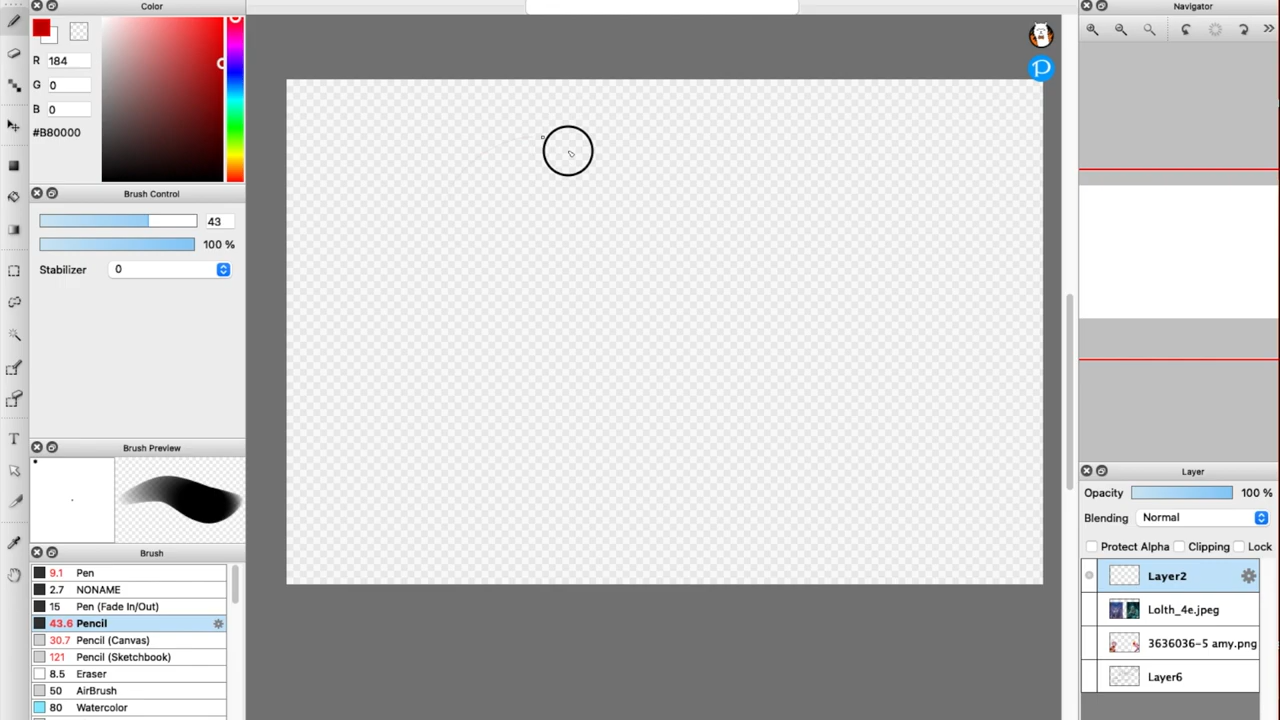 Color
R 184
G 0
B 0
#B80000
Brush Control
43
100 %
Stabilizer 0
Brush Preview
Brush
9.1 Pen
2.7 NONAME
15 Pen (Fade In/Out)
43.6 Pencil
30.7 Pencil (Canvas)
121 Pencil (Sketchbook)
8.5 Eraser
50 AirBrush
80 Watercolor
T
P
Navigator
Layer
Opacity 100 %
Blending Normal
Protect Alpha Clipping Lock
Layer2
Lolth_4e.jpeg
3636036-5 amy.png
Layer6